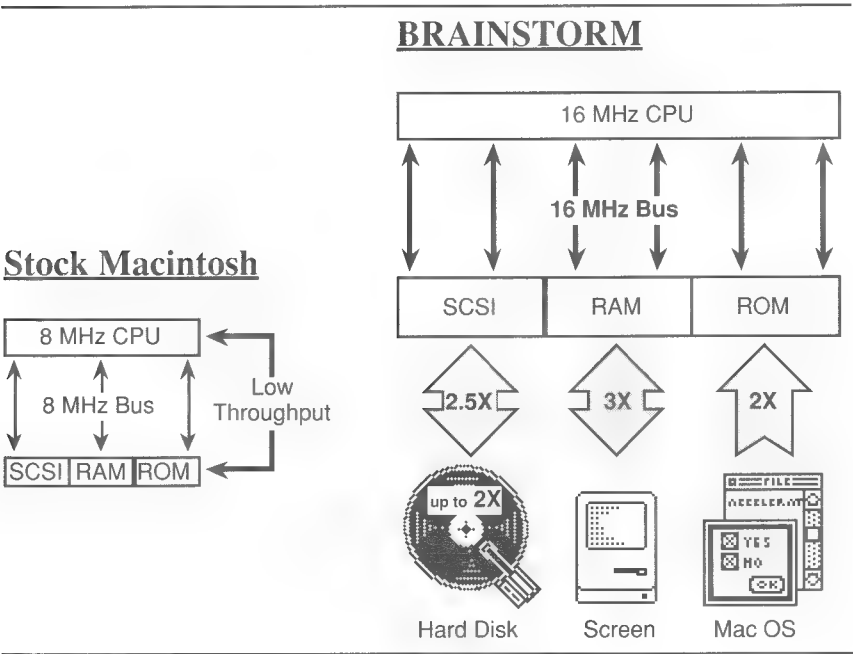 BRAINSTORM
16 MHz CPU
16 MHz Bus
SCSI RAM ROM
2.5X 3X 2X
up to 2X
FILE
ACCELERAT
YES
NO
OK
Hard Disk Screen Mac OS
Stock Macintosh
8 MHz CPU
8 MHz Bus
Low
Throughput
SCSI RAM ROM